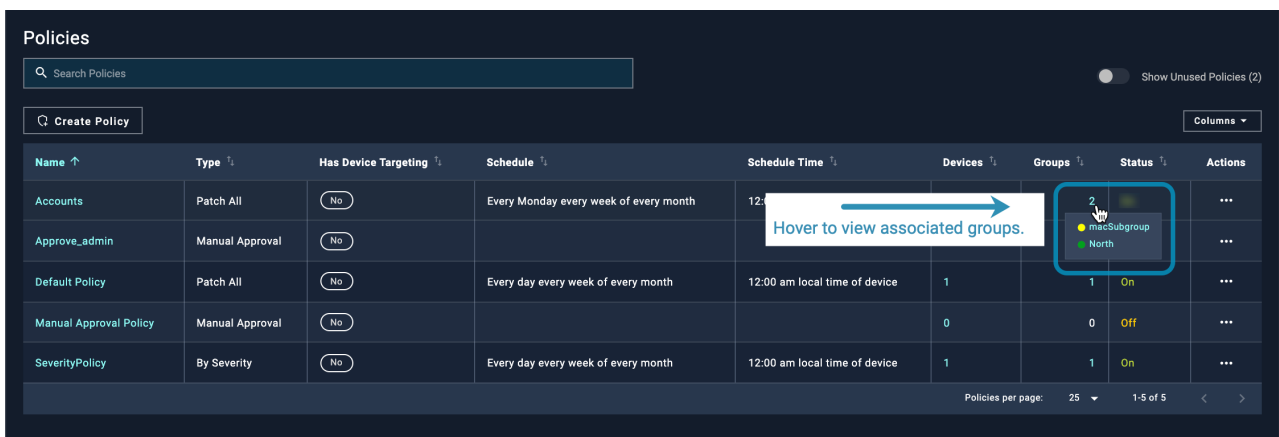 Policies
Search Policies
Show Unused Policies (2)
Create Policy
Columns
Name Type Has Device Targeting Schedule Schedule Time Devices Groups Status Actions
Accounts Patch All No Every Monday every week of every month 12: 2
Hover to view associated groups.
macSubgroup
North
Approve_admin Manual Approval No
Default Policy Patch All No Every day every week of every month 12:00 am local time of device 1 1 On
Manual Approval Policy Manual Approval No 0 0 Off
SeverityPolicy By Severity No Every day every week of every month 12:00 am local time of device 1 1 On
Policies per page: 25 1-5 of 5